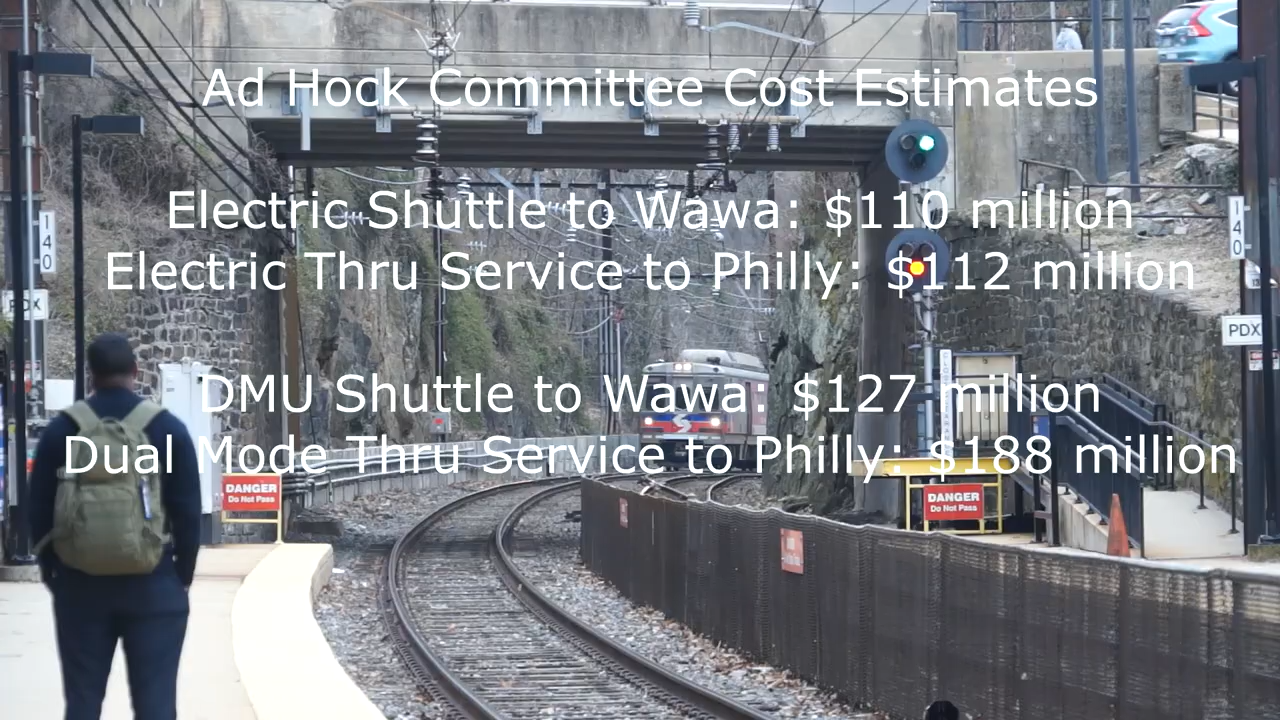 Ad Hock Committee Cost Estimates
Electric Shuttle to Wawa: $110 million
Electric Thru Service to Philly: $112 million
DMU Shuttle to Wawa: $127 million
Dual Mode Thru Service to Philly: $188 million
140
140
PDX
PDX
DANGER
Do Not Pass
DANGER
Do Not Pass